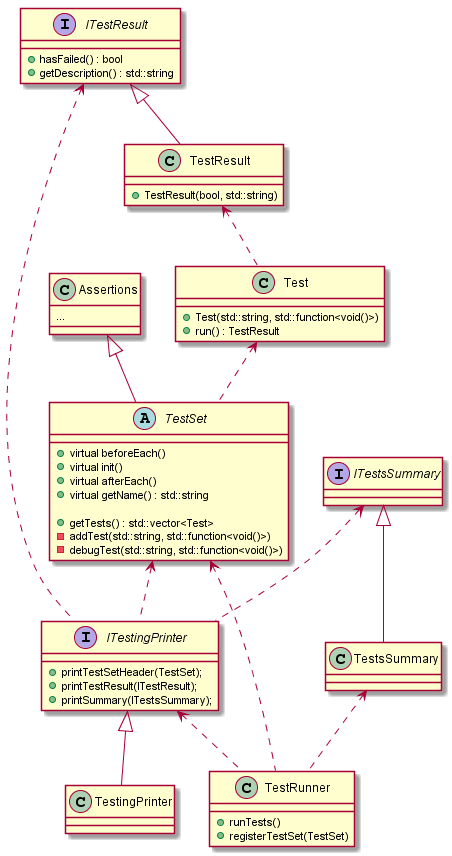 I ITestResult
hasFailed() : bool
getDescription() : std::string
C TestResult
TestResult(bool, std::string)
C Assertions
...
C Test
Test(std::string, std::function<void()>)
run() : TestResult
A TestSet
virtual beforeEach()
virtual init()
virtual afterEach()
virtual getName() : std::string
getTests() : std::vector<Test>
addTest(std::string, std::function<void()>)
debugTest(std::string, std::function<void()>)
I ITestsSummary
I ITestingPrinter
printTestSetHeader(TestSet);
printTestResult(ITestResult);
printSummary(ITestsSummary);
C TestsSummary
C TestingPrinter
C TestRunner
runTests()
registerTestSet(TestSet)